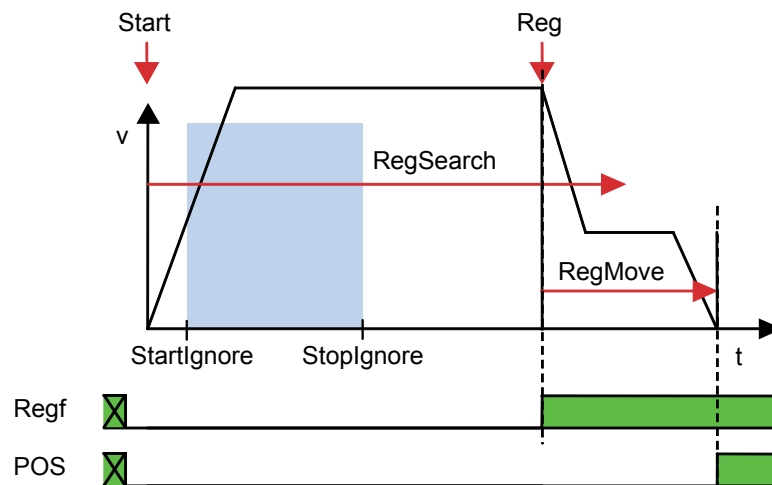 Start
Reg
v
RegSearch
RegMove
StartIgnore
StopIgnore
t
Regf
POS